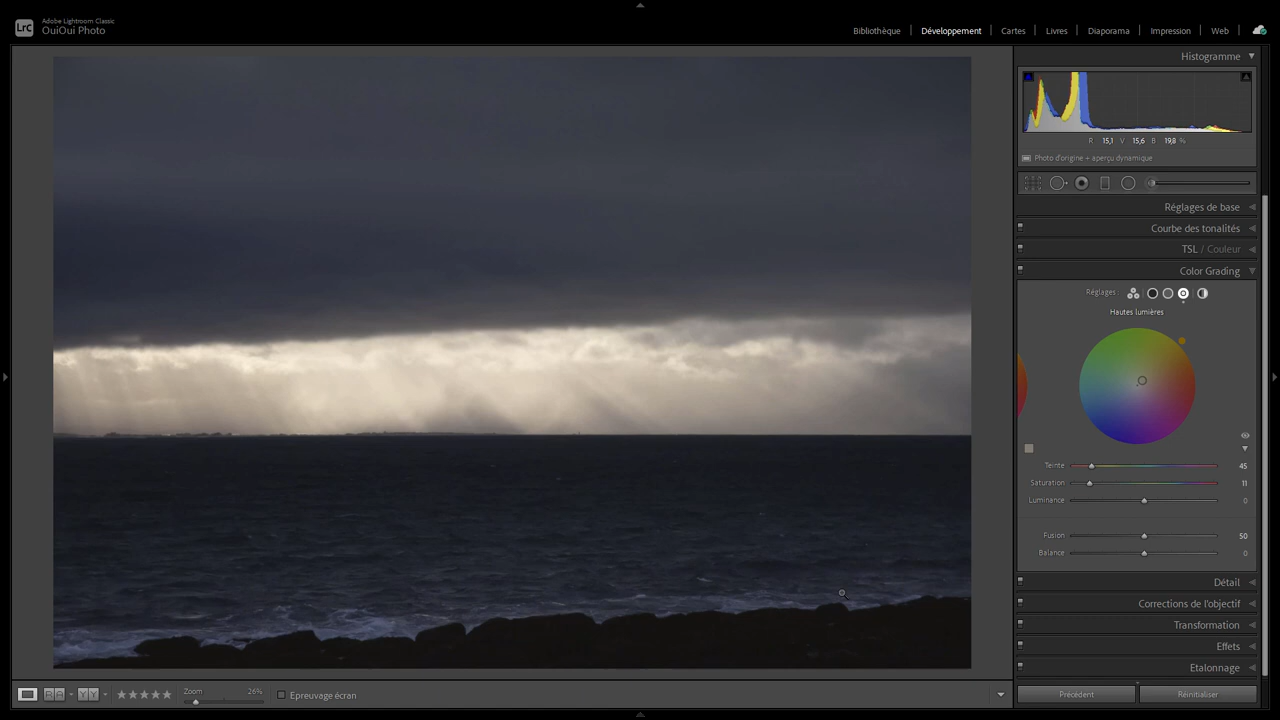 Lrc
Adobe Lightroom Classic
OuiOui Photo
Bibliothèque | Développement | Cartes | Livres | Diaporama | Impression | Web
Histogramme
R 15,1 V 15,6 B 19,8 %
Photo d'origine + aperçu dynamique
Réglages de base
Courbe des tonalités
TSL / Couleur
Color Grading
Réglages :
Hautes lumières
Teinte 45
Saturation 11
Luminance 0
Fusion 50
Balance 0
Détail
Corrections de l'objectif
Transformation
Effets
Etalonnage
Zoom 26%
Epreuvage écran
Précédent
Réinitialiser